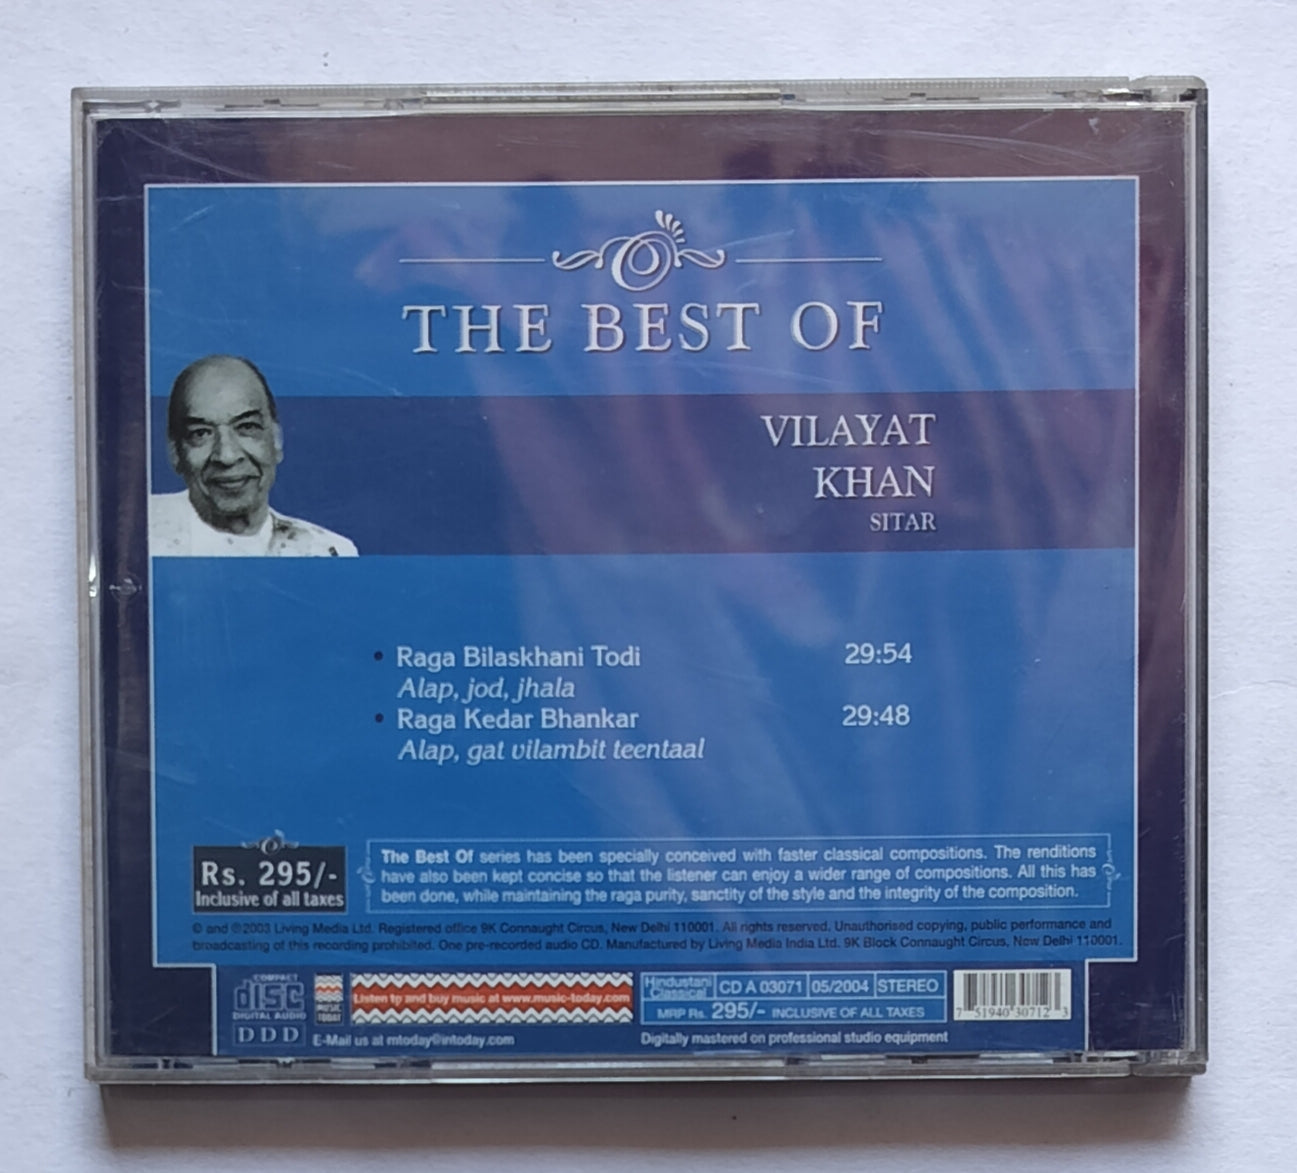 THE BEST OF
VILAYAT
KHAN
SITAR
• Raga Bilaskhani Todi 29:54
Alap, jod, jhala
• Raga Kedar Bhankar 29:48
Alap, gat vilambit teentaal
Rs. 295/-
Inclusive of all taxes
The Best Of series has been specially conceived with faster classical compositions. The renditions
have also been kept concise so that the listener can enjoy a wider range of compositions. All this has
been done, while maintaining the raga purity, sanctity of the style and the integrity of the composition.
© and ℗2003 Living Media Ltd. Registered office 9K Connaught Circus, New Delhi 110001. All rights reserved. Unauthorised copying, public performance and
broadcasting of this recording prohibited. One pre-recorded audio CD. Manufactured by Living Media India Ltd. 9K Block Connaught Circus, New Delhi 110001.
COMPACT
disc
DIGITAL AUDIO
DDD
MUSIC
TODAY
Listen to and buy music at www.music-today.com
E-Mail us at mtoday@intoday.com
Hindustani
Classical
CD A 03071 05/2004 STEREO
MRP Rs. 295/- INCLUSIVE OF ALL TAXES
Digitally mastered on professional studio equipment
7 51940 30712 3